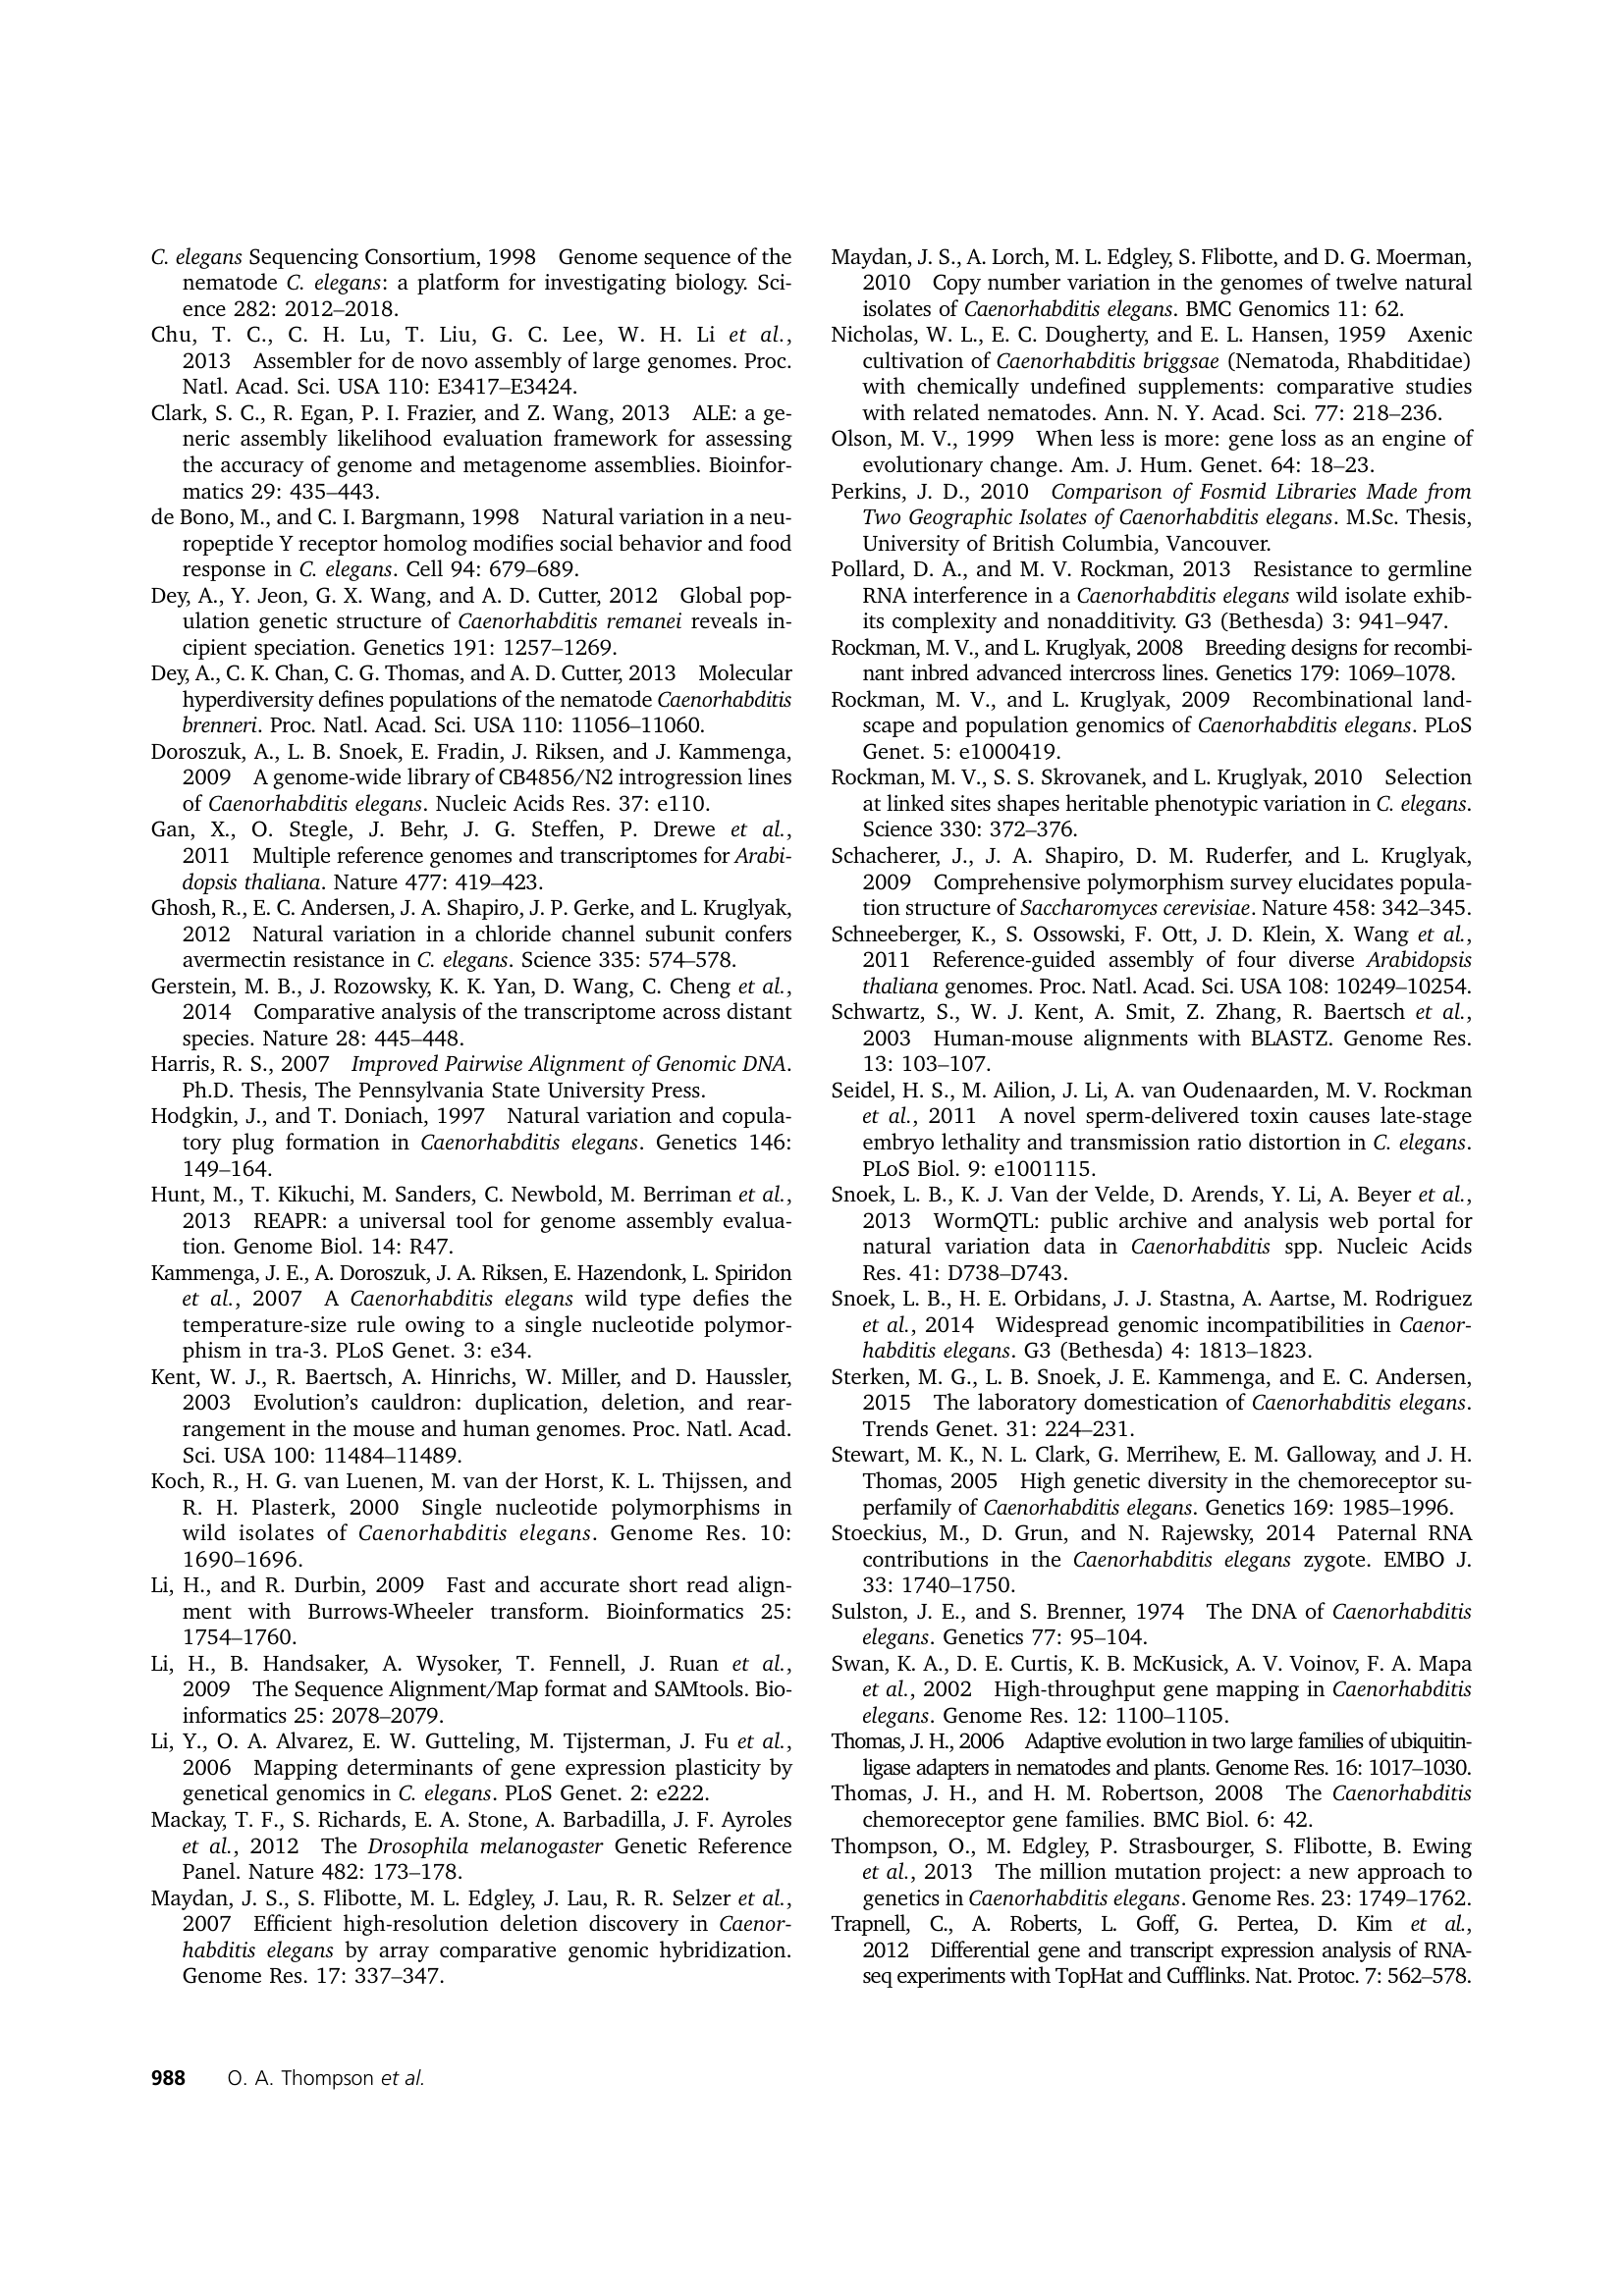 C. elegans Sequencing Consortium, 1998 Genome sequence of the
nematode C. elegans: a platform for investigating biology. Sci-
ence 282: 2012–2018.
Chu, T. C., C. H. Lu, T. Liu, G. C. Lee, W. H. Li et al.,
2013 Assembler for de novo assembly of large genomes. Proc.
Natl. Acad. Sci. USA 110: E3417–E3424.
Clark, S. C., R. Egan, P. I. Frazier, and Z. Wang, 2013 ALE: a ge-
neric assembly likelihood evaluation framework for assessing
the accuracy of genome and metagenome assemblies. Bioinfor-
matics 29: 435–443.
de Bono, M., and C. I. Bargmann, 1998 Natural variation in a neu-
ropeptide Y receptor homolog modifies social behavior and food
response in C. elegans. Cell 94: 679–689.
Dey, A., Y. Jeon, G. X. Wang, and A. D. Cutter, 2012 Global pop-
ulation genetic structure of Caenorhabditis remanei reveals in-
cipient speciation. Genetics 191: 1257–1269.
Dey, A., C. K. Chan, C. G. Thomas, and A. D. Cutter, 2013 Molecular
hyperdiversity defines populations of the nematode Caenorhabditis
brenneri. Proc. Natl. Acad. Sci. USA 110: 11056–11060.
Doroszuk, A., L. B. Snoek, E. Fradin, J. Riksen, and J. Kammenga,
2009 A genome-wide library of CB4856/N2 introgression lines
of Caenorhabditis elegans. Nucleic Acids Res. 37: e110.
Gan, X., O. Stegle, J. Behr, J. G. Steffen, P. Drewe et al.,
2011 Multiple reference genomes and transcriptomes for Arabi-
dopsis thaliana. Nature 477: 419–423.
Ghosh, R., E. C. Andersen, J. A. Shapiro, J. P. Gerke, and L. Kruglyak,
2012 Natural variation in a chloride channel subunit confers
avermectin resistance in C. elegans. Science 335: 574–578.
Gerstein, M. B., J. Rozowsky, K. K. Yan, D. Wang, C. Cheng et al.,
2014 Comparative analysis of the transcriptome across distant
species. Nature 28: 445–448.
Harris, R. S., 2007 Improved Pairwise Alignment of Genomic DNA.
Ph.D. Thesis, The Pennsylvania State University Press.
Hodgkin, J., and T. Doniach, 1997 Natural variation and copula-
tory plug formation in Caenorhabditis elegans. Genetics 146:
149–164.
Hunt, M., T. Kikuchi, M. Sanders, C. Newbold, M. Berriman et al.,
2013 REAPR: a universal tool for genome assembly evalua-
tion. Genome Biol. 14: R47.
Kammenga, J. E., A. Doroszuk, J. A. Riksen, E. Hazendonk, L. Spiridon
et al., 2007 A Caenorhabditis elegans wild type defies the
temperature-size rule owing to a single nucleotide polymor-
phism in tra-3. PLoS Genet. 3: e34.
Kent, W. J., R. Baertsch, A. Hinrichs, W. Miller, and D. Haussler,
2003 Evolution’s cauldron: duplication, deletion, and rear-
rangement in the mouse and human genomes. Proc. Natl. Acad.
Sci. USA 100: 11484–11489.
Koch, R., H. G. van Luenen, M. van der Horst, K. L. Thijssen, and
R. H. Plasterk, 2000 Single nucleotide polymorphisms in
wild isolates of Caenorhabditis elegans. Genome Res. 10:
1690–1696.
Li, H., and R. Durbin, 2009 Fast and accurate short read align-
ment with Burrows-Wheeler transform. Bioinformatics 25:
1754–1760.
Li, H., B. Handsaker, A. Wysoker, T. Fennell, J. Ruan et al.,
2009 The Sequence Alignment/Map format and SAMtools. Bio-
informatics 25: 2078–2079.
Li, Y., O. A. Alvarez, E. W. Gutteling, M. Tijsterman, J. Fu et al.,
2006 Mapping determinants of gene expression plasticity by
genetical genomics in C. elegans. PLoS Genet. 2: e222.
Mackay, T. F., S. Richards, E. A. Stone, A. Barbadilla, J. F. Ayroles
et al., 2012 The Drosophila melanogaster Genetic Reference
Panel. Nature 482: 173–178.
Maydan, J. S., S. Flibotte, M. L. Edgley, J. Lau, R. R. Selzer et al.,
2007 Efficient high-resolution deletion discovery in Caenor-
habditis elegans by array comparative genomic hybridization.
Genome Res. 17: 337–347.
Maydan, J. S., A. Lorch, M. L. Edgley, S. Flibotte, and D. G. Moerman,
2010 Copy number variation in the genomes of twelve natural
isolates of Caenorhabditis elegans. BMC Genomics 11: 62.
Nicholas, W. L., E. C. Dougherty, and E. L. Hansen, 1959 Axenic
cultivation of Caenorhabditis briggsae (Nematoda, Rhabditidae)
with chemically undefined supplements: comparative studies
with related nematodes. Ann. N. Y. Acad. Sci. 77: 218–236.
Olson, M. V., 1999 When less is more: gene loss as an engine of
evolutionary change. Am. J. Hum. Genet. 64: 18–23.
Perkins, J. D., 2010 Comparison of Fosmid Libraries Made from
Two Geographic Isolates of Caenorhabditis elegans. M.Sc. Thesis,
University of British Columbia, Vancouver.
Pollard, D. A., and M. V. Rockman, 2013 Resistance to germline
RNA interference in a Caenorhabditis elegans wild isolate exhib-
its complexity and nonadditivity. G3 (Bethesda) 3: 941–947.
Rockman, M. V., and L. Kruglyak, 2008 Breeding designs for recombi-
nant inbred advanced intercross lines. Genetics 179: 1069–1078.
Rockman, M. V., and L. Kruglyak, 2009 Recombinational land-
scape and population genomics of Caenorhabditis elegans. PLoS
Genet. 5: e1000419.
Rockman, M. V., S. S. Skrovanek, and L. Kruglyak, 2010 Selection
at linked sites shapes heritable phenotypic variation in C. elegans.
Science 330: 372–376.
Schacherer, J., J. A. Shapiro, D. M. Ruderfer, and L. Kruglyak,
2009 Comprehensive polymorphism survey elucidates popula-
tion structure of Saccharomyces cerevisiae. Nature 458: 342–345.
Schneeberger, K., S. Ossowski, F. Ott, J. D. Klein, X. Wang et al.,
2011 Reference-guided assembly of four diverse Arabidopsis
thaliana genomes. Proc. Natl. Acad. Sci. USA 108: 10249–10254.
Schwartz, S., W. J. Kent, A. Smit, Z. Zhang, R. Baertsch et al.,
2003 Human-mouse alignments with BLASTZ. Genome Res.
13: 103–107.
Seidel, H. S., M. Ailion, J. Li, A. van Oudenaarden, M. V. Rockman
et al., 2011 A novel sperm-delivered toxin causes late-stage
embryo lethality and transmission ratio distortion in C. elegans.
PLoS Biol. 9: e1001115.
Snoek, L. B., K. J. Van der Velde, D. Arends, Y. Li, A. Beyer et al.,
2013 WormQTL: public archive and analysis web portal for
natural variation data in Caenorhabditis spp. Nucleic Acids
Res. 41: D738–D743.
Snoek, L. B., H. E. Orbidans, J. J. Stastna, A. Aartse, M. Rodriguez
et al., 2014 Widespread genomic incompatibilities in Caenor-
habditis elegans. G3 (Bethesda) 4: 1813–1823.
Sterken, M. G., L. B. Snoek, J. E. Kammenga, and E. C. Andersen,
2015 The laboratory domestication of Caenorhabditis elegans.
Trends Genet. 31: 224–231.
Stewart, M. K., N. L. Clark, G. Merrihew, E. M. Galloway, and J. H.
Thomas, 2005 High genetic diversity in the chemoreceptor su-
perfamily of Caenorhabditis elegans. Genetics 169: 1985–1996.
Stoeckius, M., D. Grun, and N. Rajewsky, 2014 Paternal RNA
contributions in the Caenorhabditis elegans zygote. EMBO J.
33: 1740–1750.
Sulston, J. E., and S. Brenner, 1974 The DNA of Caenorhabditis
elegans. Genetics 77: 95–104.
Swan, K. A., D. E. Curtis, K. B. McKusick, A. V. Voinov, F. A. Mapa
et al., 2002 High-throughput gene mapping in Caenorhabditis
elegans. Genome Res. 12: 1100–1105.
Thomas, J. H., 2006 Adaptive evolution in two large families of ubiquitin-
ligase adapters in nematodes and plants. Genome Res. 16: 1017–1030.
Thomas, J. H., and H. M. Robertson, 2008 The Caenorhabditis
chemoreceptor gene families. BMC Biol. 6: 42.
Thompson, O., M. Edgley, P. Strasbourger, S. Flibotte, B. Ewing
et al., 2013 The million mutation project: a new approach to
genetics in Caenorhabditis elegans. Genome Res. 23: 1749–1762.
Trapnell, C., A. Roberts, L. Goff, G. Pertea, D. Kim et al.,
2012 Differential gene and transcript expression analysis of RNA-
seq experiments with TopHat and Cufflinks. Nat. Protoc. 7: 562–578.
988 O. A. Thompson et al.